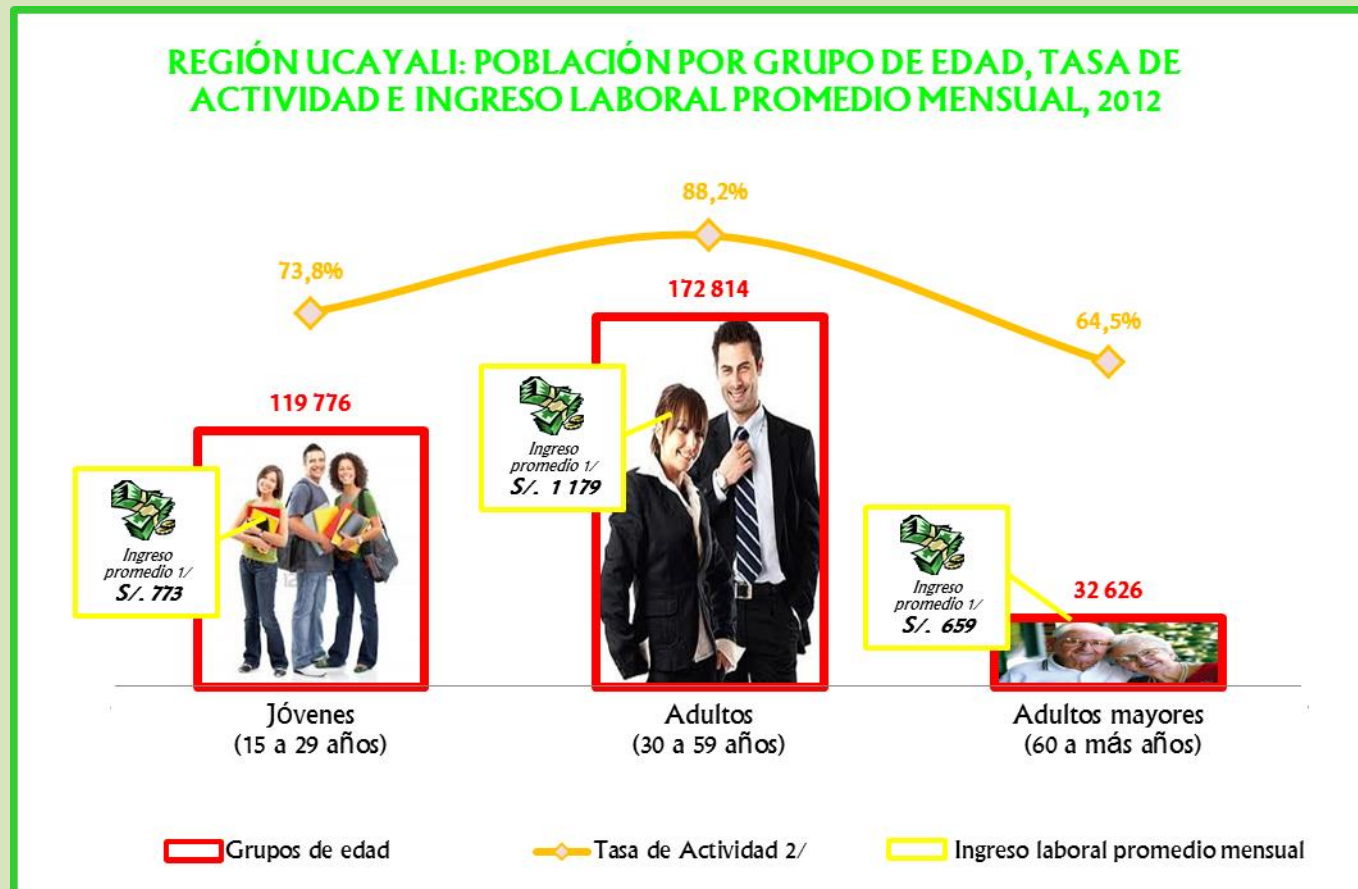 REGIÓN UCAYALI: POBLACIÓN POR GRUPO DE EDAD, TASA DE
ACTIVIDAD E INGRESO LABORAL PROMEDIO MENSUAL, 2012
88,2%
73,8%
64,5%
172 814
119 776
32 626
Ingreso
promedio 1/
S/. 773
Ingreso
promedio 1/
S/. 1 179
Ingreso
promedio 1/
S/. 659
Jóvenes
(15 a 29 años)
Adultos
(30 a 59 años)
Adultos mayores
(60 a más años)
Grupos de edad
Tasa de Actividad 2/
Ingreso laboral promedio mensual